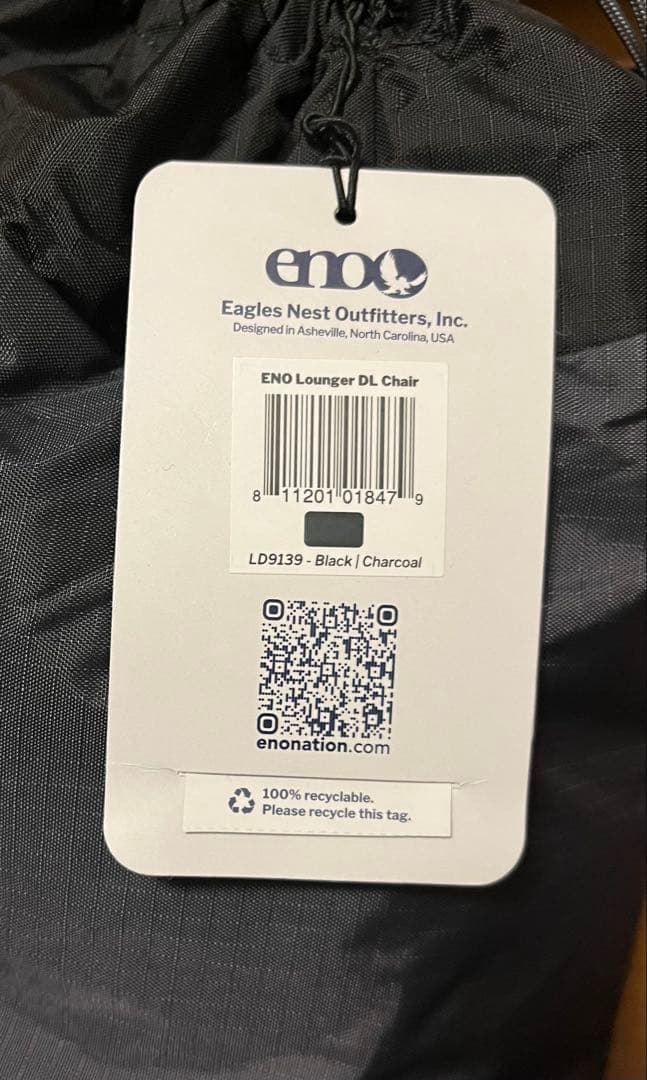 eno
Eagles Nest Outfitters, Inc.
Designed in Asheville, North Carolina, USA
ENO Lounger DL Chair
8 11201 01847 9
LD9139 - Black | Charcoal
enonation.com
100% recyclable.
Please recycle this tag.